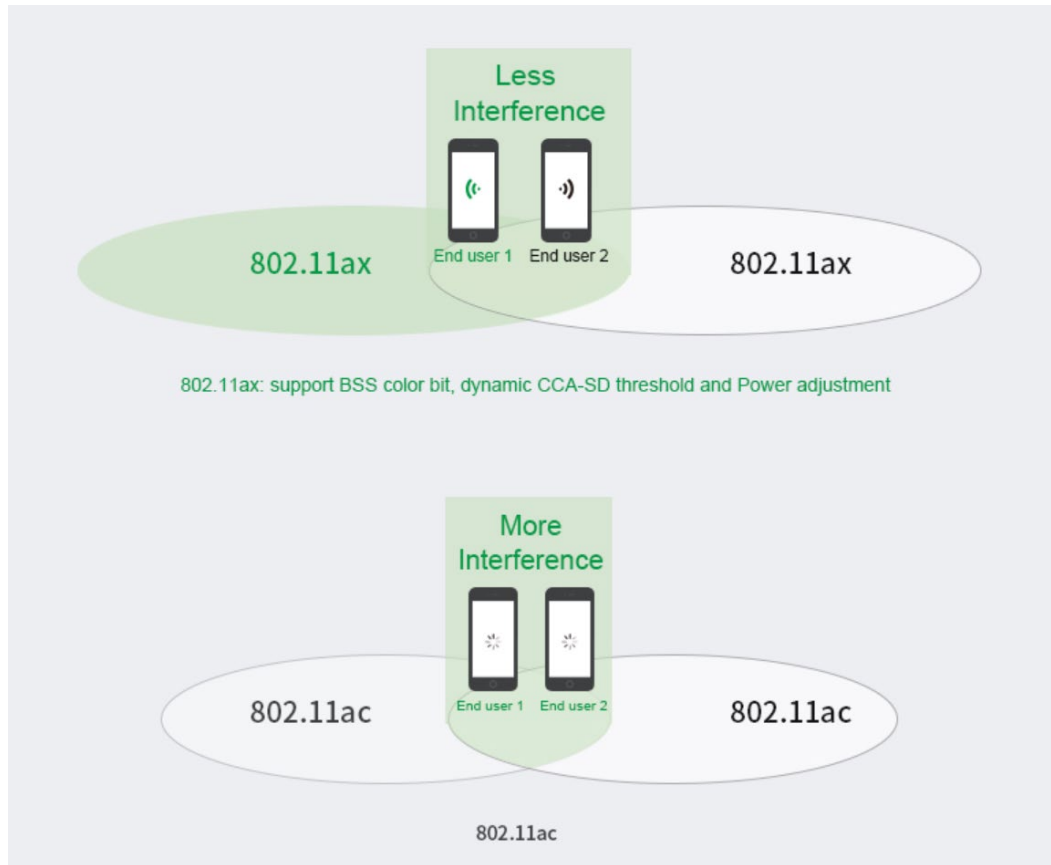 Less
Interference
End user 1 End user 2
802.11ax 802.11ax
802.11ax: support BSS color bit, dynamic CCA-SD threshold and Power adjustment
More
Interference
End user 1 End user 2
802.11ac 802.11ac
802.11ac